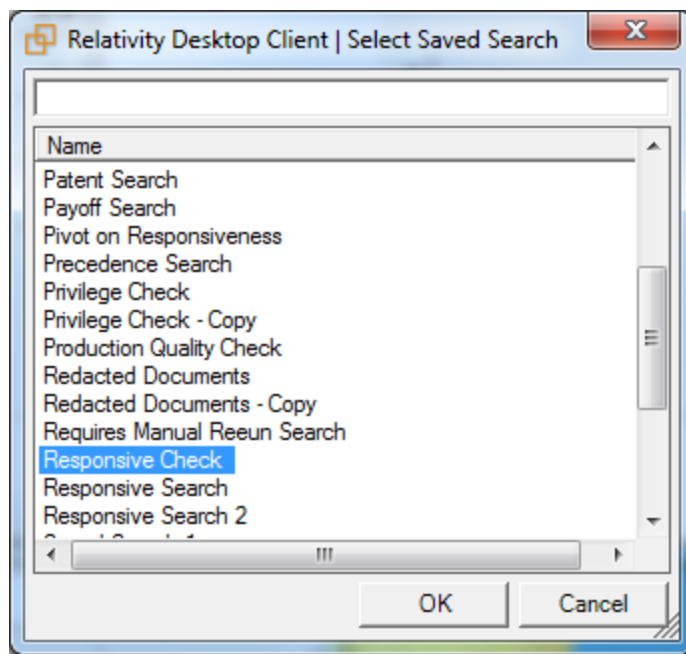 Relativity Desktop Client | Select Saved Search
Name
Patent Search
Payoff Search
Pivot on Responsiveness
Precedence Search
Privilege Check
Privilege Check - Copy
Production Quality Check
Redacted Documents
Redacted Documents - Copy
Requires Manual Reeun Search
Responsive Check
Responsive Search
Responsive Search 2
OK
Cancel